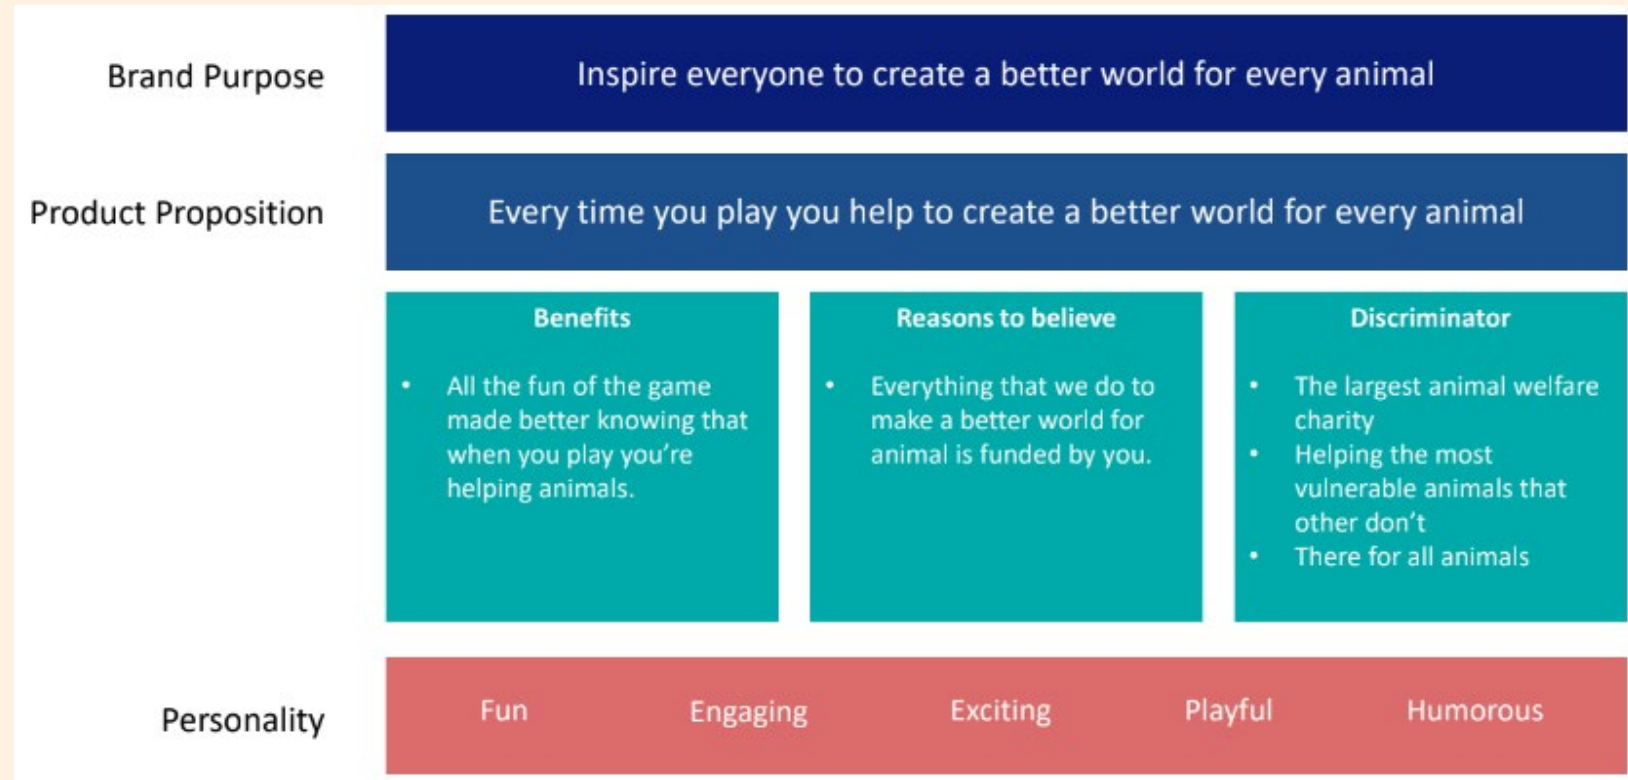 Brand Purpose
Inspire everyone to create a better world for every animal
Product Proposition
Every time you play you help to create a better world for every animal
Benefits
• All the fun of the game
made better knowing that
when you play you’re
helping animals.
Reasons to believe
• Everything that we do to
make a better world for
animal is funded by you.
Discriminator
• The largest animal welfare
charity
• Helping the most
vulnerable animals that
other don’t
• There for all animals
Personality
Fun Engaging Exciting Playful Humorous